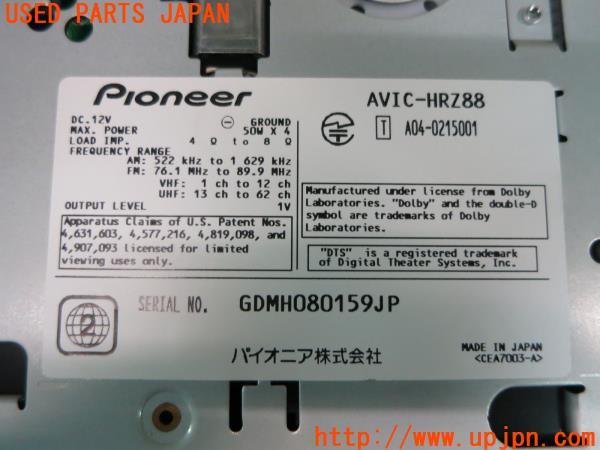 USED PARTS JAPAN
Pioneer
DC.12V ⊖ GROUND
MAX. POWER 50W X 4
LOAD IMP. 4 Ω to 8Ω
FREQUENCY RANGE
AM: 522 kHz to 1 629 kHz
FM: 76.1 MHz to 89.9 MHz
VHF: 1 ch to 12 ch
UHF: 13 ch to 62 ch
OUTPUT LEVEL 1V
Apparatus Claims of U.S. Patent Nos.
4,631,603, 4,577,216, 4,819,098, and
4,907,093 licensed for limited
viewing uses only.
AVIC-HRZ88
T A04-0215001
Manufactured under license from Dolby
Laboratories. "Dolby" and the double-D
symbol are trademarks of Dolby
Laboratories.
"DTS" is a registered trademark
of Digital Theater Systems, Inc.
2
SERIAL NO. GDMH080159JP
パイオニア株式会社
MADE IN JAPAN
<CEA7003-A>
http://www.upjpn.com/